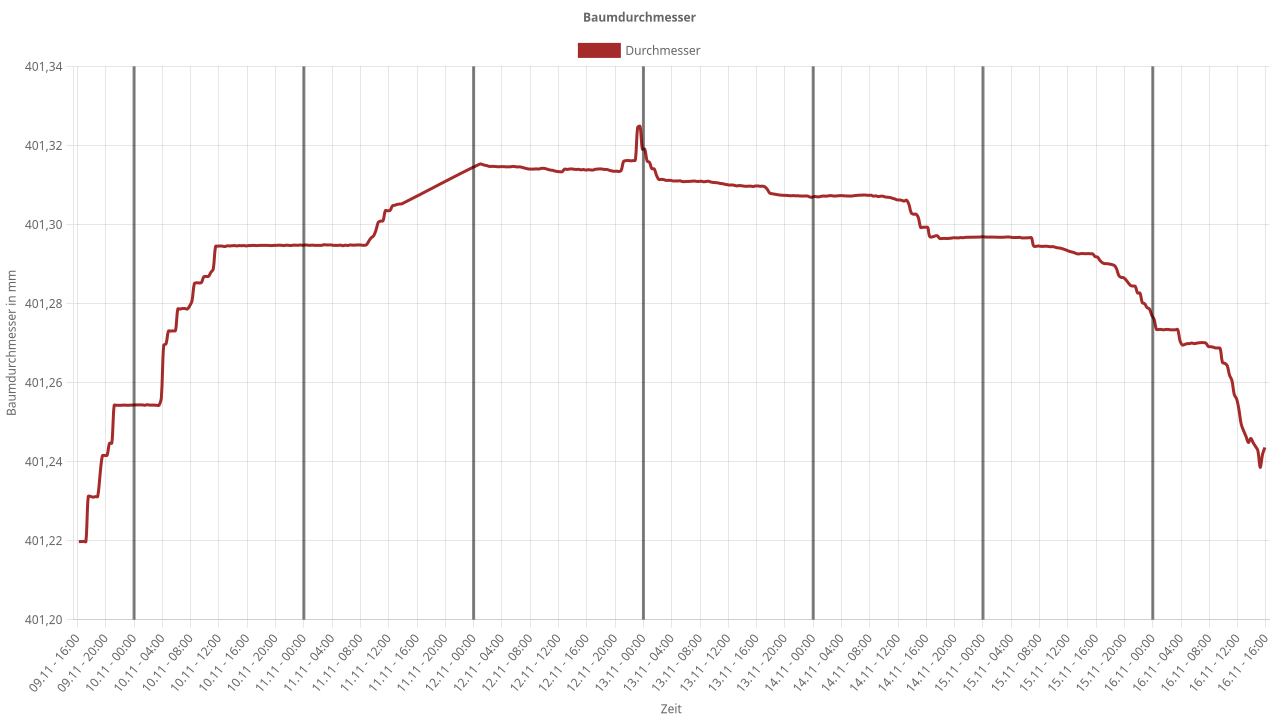 Baumdurchmesser
Durchmesser
401,34
401,32
401,30
401,28
401,26
401,24
401,22
401,20
Baumdurchmesser in mm
09.11 - 16:00
09.11 - 20:00
10.11 - 00:00
10.11 - 04:00
10.11 - 08:00
10.11 - 12:00
10.11 - 16:00
10.11 - 20:00
11.11 - 00:00
11.11 - 04:00
11.11 - 08:00
11.11 - 12:00
11.11 - 16:00
11.11 - 20:00
12.11 - 00:00
12.11 - 04:00
12.11 - 08:00
12.11 - 12:00
12.11 - 16:00
12.11 - 20:00
13.11 - 00:00
13.11 - 04:00
13.11 - 08:00
13.11 - 12:00
13.11 - 16:00
13.11 - 20:00
14.11 - 00:00
14.11 - 04:00
14.11 - 08:00
14.11 - 12:00
14.11 - 16:00
14.11 - 20:00
15.11 - 00:00
15.11 - 04:00
15.11 - 08:00
15.11 - 12:00
15.11 - 16:00
15.11 - 20:00
16.11 - 00:00
16.11 - 04:00
16.11 - 08:00
16.11 - 12:00
16.11 - 16:00
Zeit